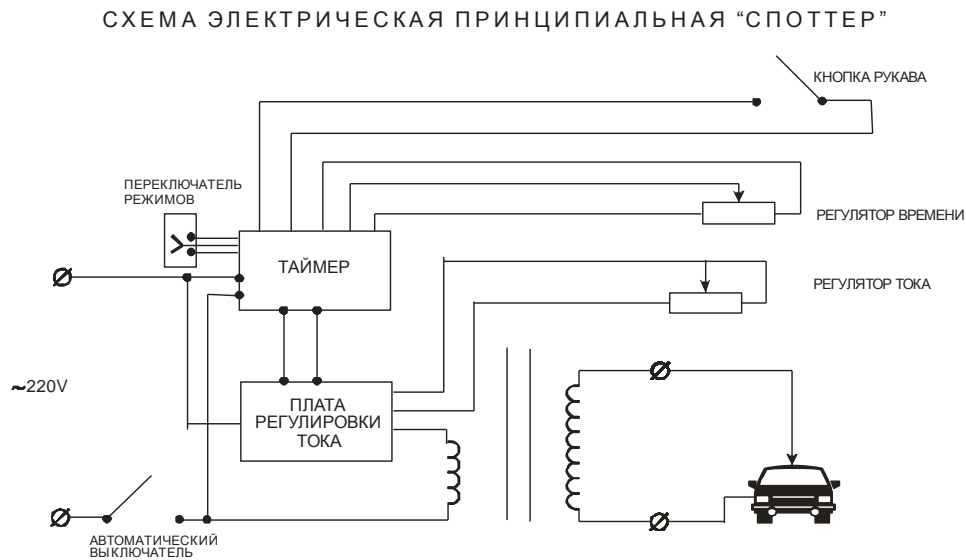 СХЕМА ЭЛЕКТРИЧЕСКАЯ ПРИНЦИПИАЛЬНАЯ “СПОТТЕР”
КНОПКА РУКАВА
ПЕРЕКЛЮЧАТЕЛЬ
РЕЖИМОВ
РЕГУЛЯТОР ВРЕМЕНИ
ТАЙМЕР
РЕГУЛЯТОР ТОКА
~220V
ПЛАТА
РЕГУЛИРОВКИ
ТОКА
АВТОМАТИЧЕСКИЙ
ВЫКЛЮЧАТЕЛЬ